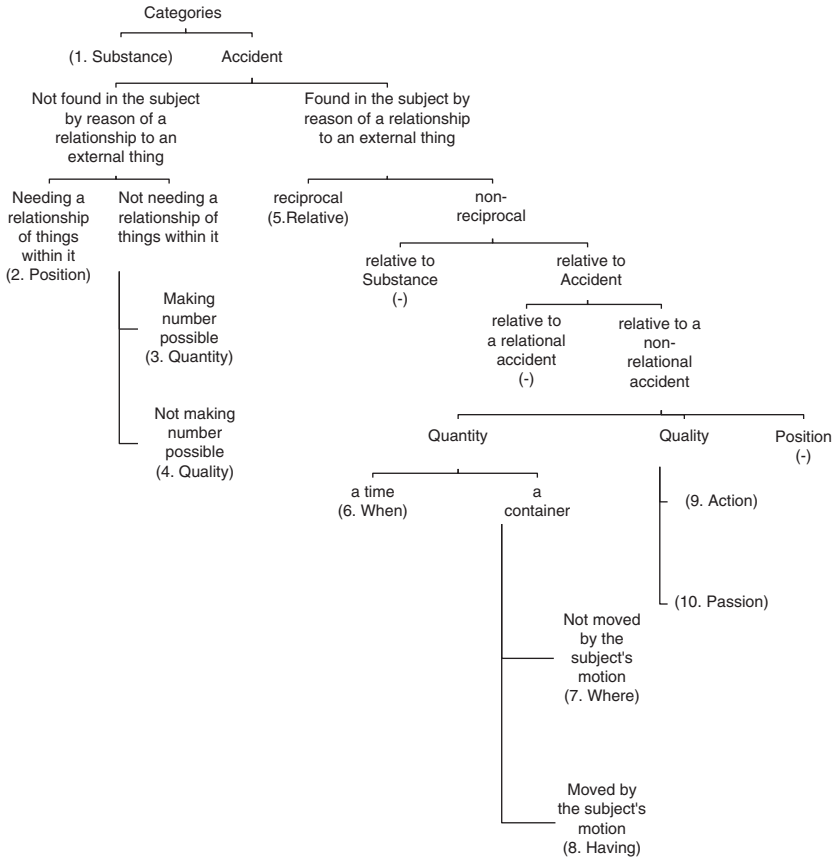 Categories
(1. Substance)
Accident
Not found in the subject
by reason of a
relationship to an
external thing
Found in the subject by
reason of a relationship
to an external thing
Needing a
relationship
of things
within it
(2. Position)
Not needing a
relationship of
things within it
reciprocal
(5.Relative)
non-
reciprocal
relative to
Substance
(-)
relative to
Accident
Making
number
possible
(3. Quantity)
relative to
a relational
accident
(-)
relative to a
non-
relational
accident
Not making
number
possible
(4. Quality)
Quantity
Quality
Position
(-)
a time
(6. When)
a
container
(9. Action)
(10. Passion)
Not moved
by the
subject's
motion
(7. Where)
Moved by
the subject's
motion
(8. Having)